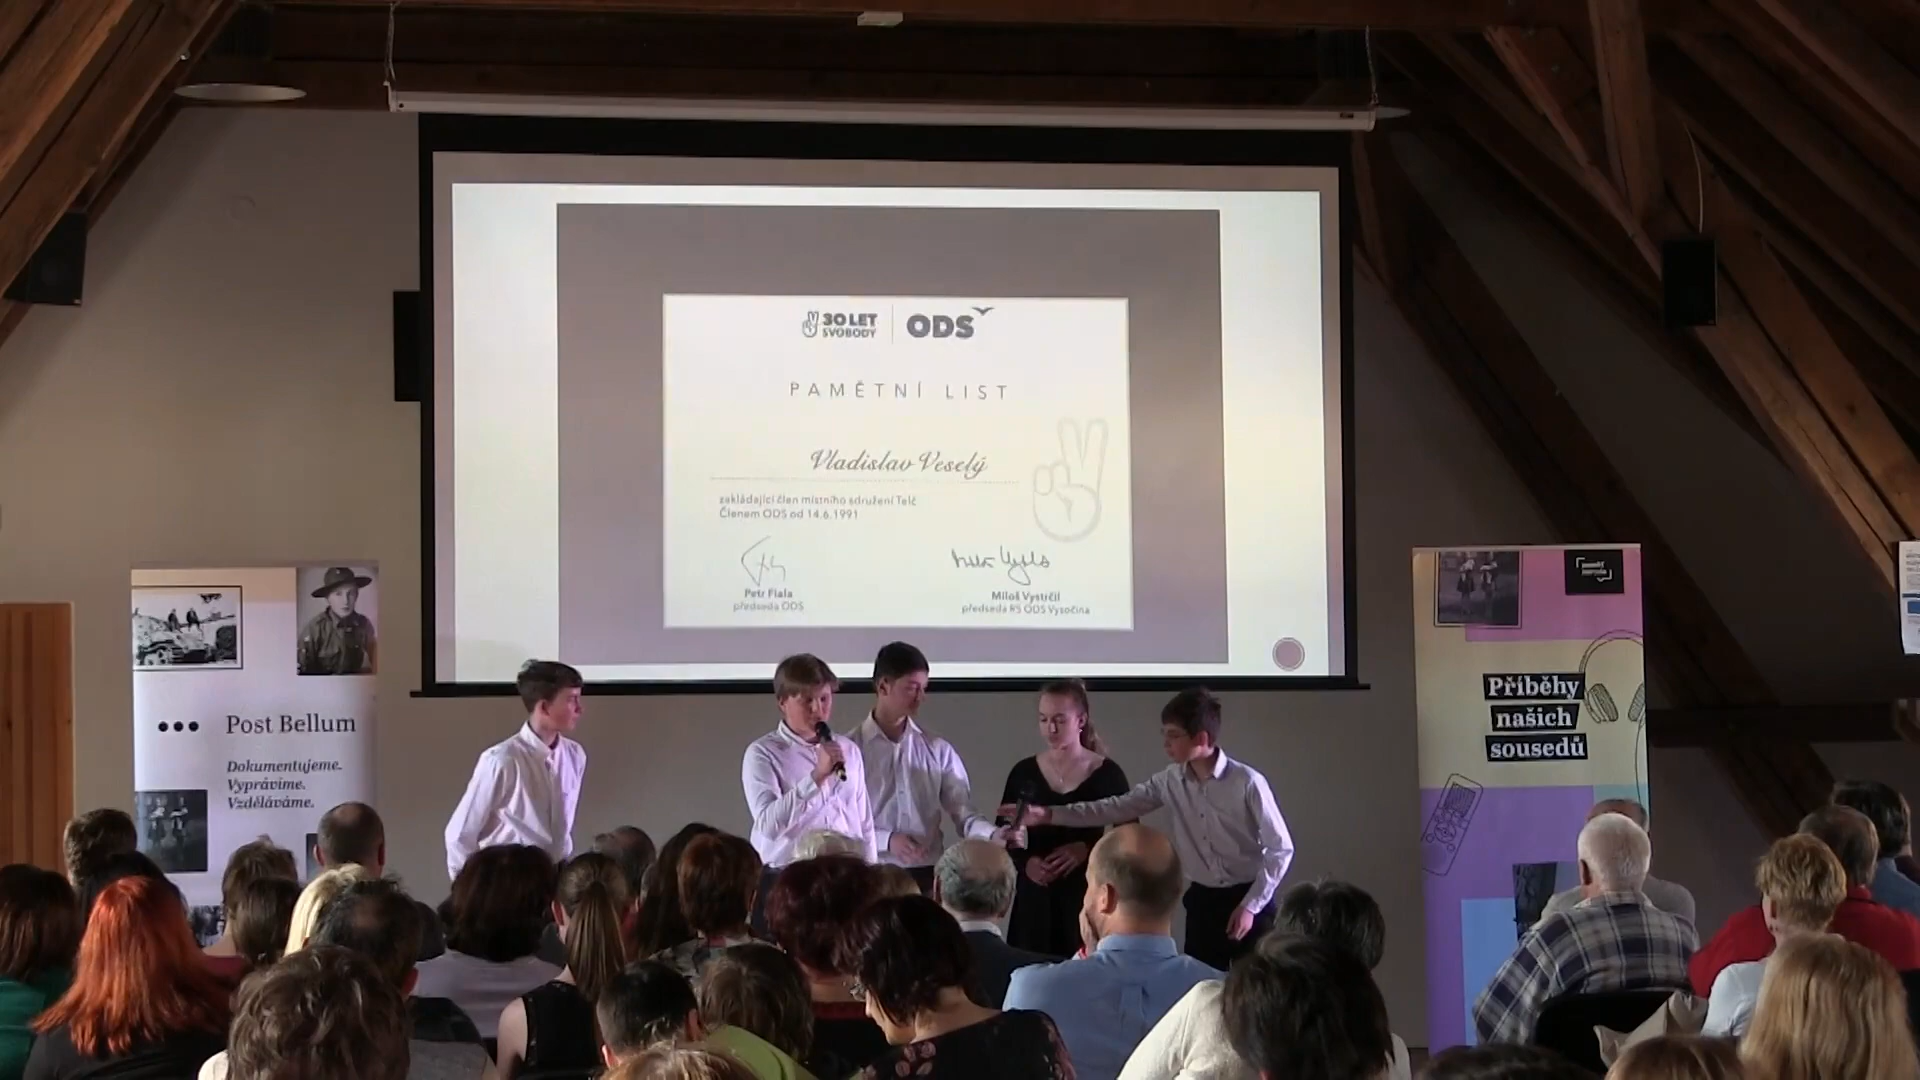 30 LET
SVOBODY
ODS
PAMĚTNÍ LIST
Vladislav Veselý
zakládající člen místního sdružení Telč
Členem ODS od 14.6.1991
Petr Fiala
předseda ODS
Miloš Vystrčil
předseda RS ODS Vysočina
Post Bellum
Dokumentujeme.
Vyprávíme.
Vzděláváme.
Příběhy
našich
sousedů